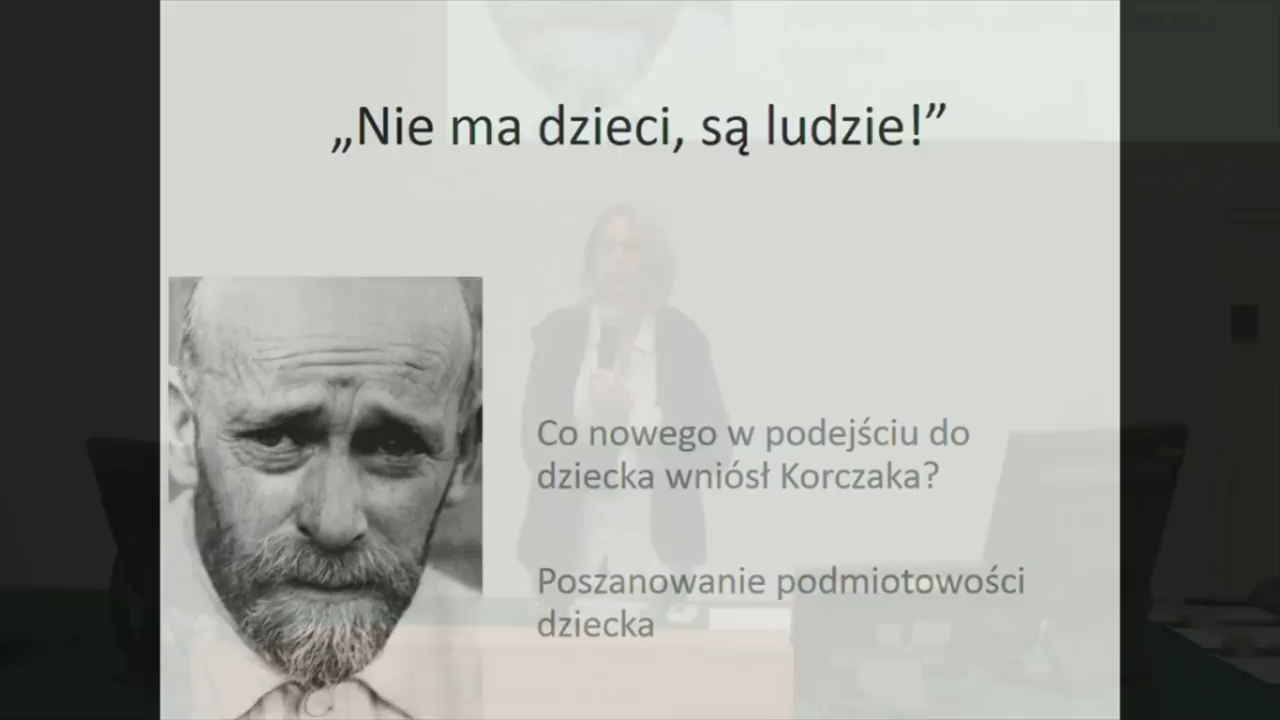 „Nie ma dzieci, są ludzie!”
Co nowego w podejściu do
dziecka wniósł Korczaka?
Poszanowanie podmiotowości
dziecka